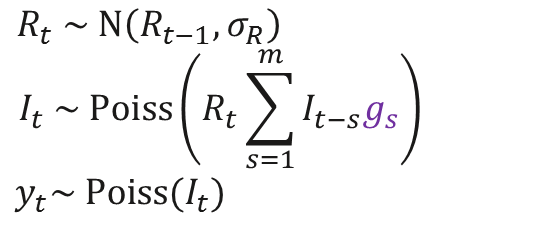 R_t ~ N(R_{t−1}, σ_R)
I_t ~ Poiss(R_t ∑_{s=1}^{m} I_{t−s} g_s)
y_t ~ Poiss(I_t)